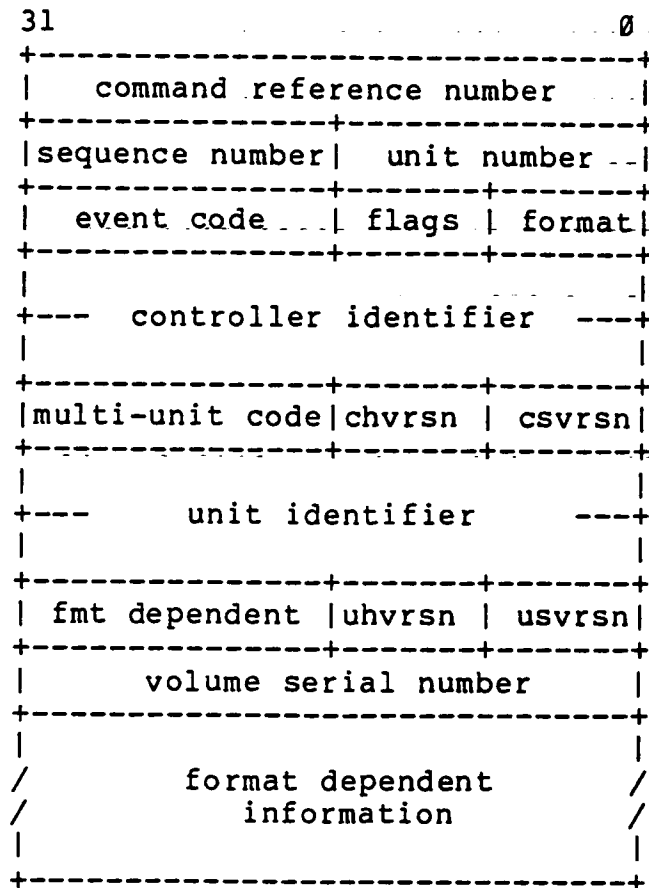 31 0
command reference number
sequence number unit number
event code flags format
controller identifier
multi-unit code chvrsn csvrsn
unit identifier
fmt dependent uhvrsn usvrsn
volume serial number
format dependent
information